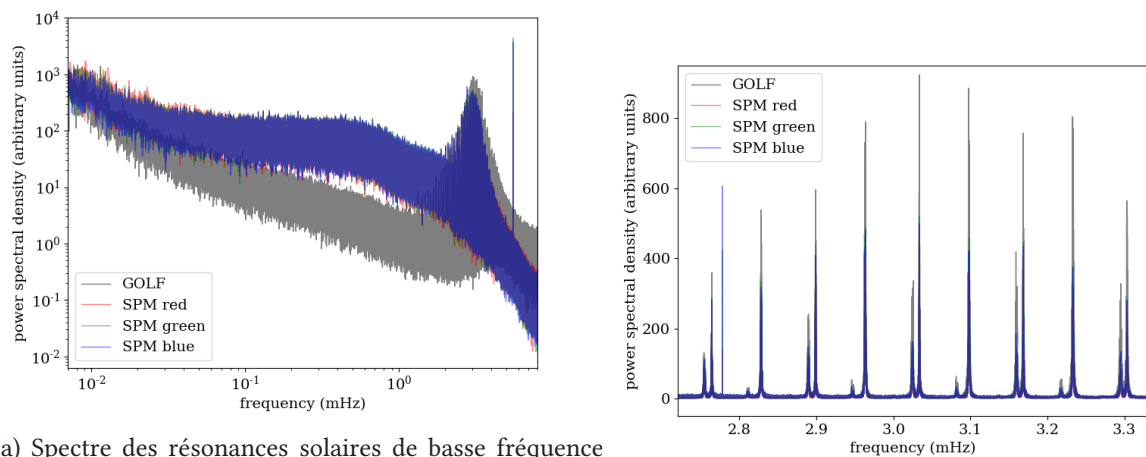 power spectral density (arbitrary units)
10⁴
10³
10²
10¹
10⁰
10⁻¹
10⁻²
GOLF
SPM red
SPM green
SPM blue
10⁻² 10⁻¹ 10⁰
frequency (mHz)
a) Spectre des résonances solaires de basse fréquence
power spectral density (arbitrary units)
GOLF
SPM red
SPM green
SPM blue
800
600
400
200
0
2.8 2.9 3.0 3.1 3.2 3.3
frequency (mHz)